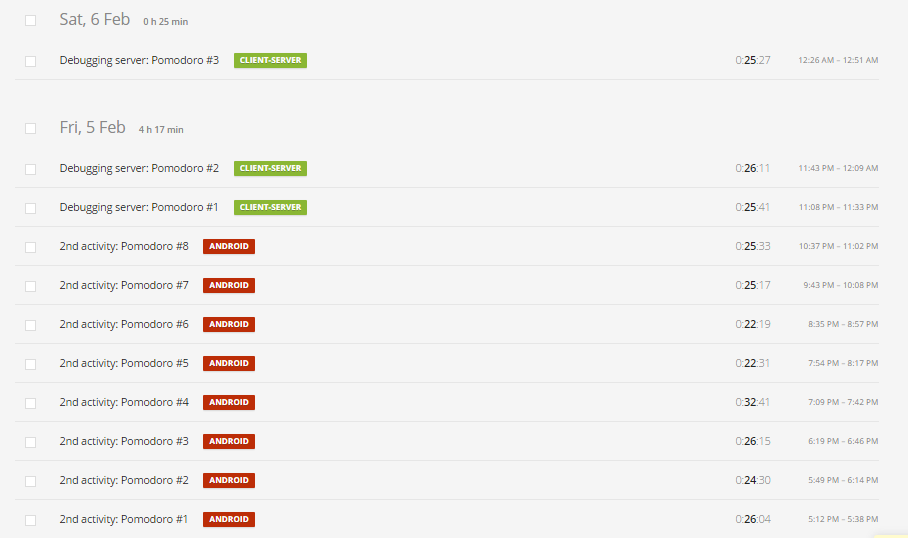 Sat, 6 Feb 0 h 25 min
Debugging server: Pomodoro #3 CLIENT-SERVER 0:25:27 12:26 AM – 12:51 AM
Fri, 5 Feb 4 h 17 min
Debugging server: Pomodoro #2 CLIENT-SERVER 0:26:11 11:43 PM – 12:09 AM
Debugging server: Pomodoro #1 CLIENT-SERVER 0:25:41 11:08 PM – 11:33 PM
2nd activity: Pomodoro #8 ANDROID 0:25:33 10:37 PM – 11:02 PM
2nd activity: Pomodoro #7 ANDROID 0:25:17 9:43 PM – 10:08 PM
2nd activity: Pomodoro #6 ANDROID 0:22:19 8:35 PM – 8:57 PM
2nd activity: Pomodoro #5 ANDROID 0:22:31 7:54 PM – 8:17 PM
2nd activity: Pomodoro #4 ANDROID 0:32:41 7:09 PM – 7:42 PM
2nd activity: Pomodoro #3 ANDROID 0:26:15 6:19 PM – 6:46 PM
2nd activity: Pomodoro #2 ANDROID 0:24:30 5:49 PM – 6:14 PM
2nd activity: Pomodoro #1 ANDROID 0:26:04 5:12 PM – 5:38 PM